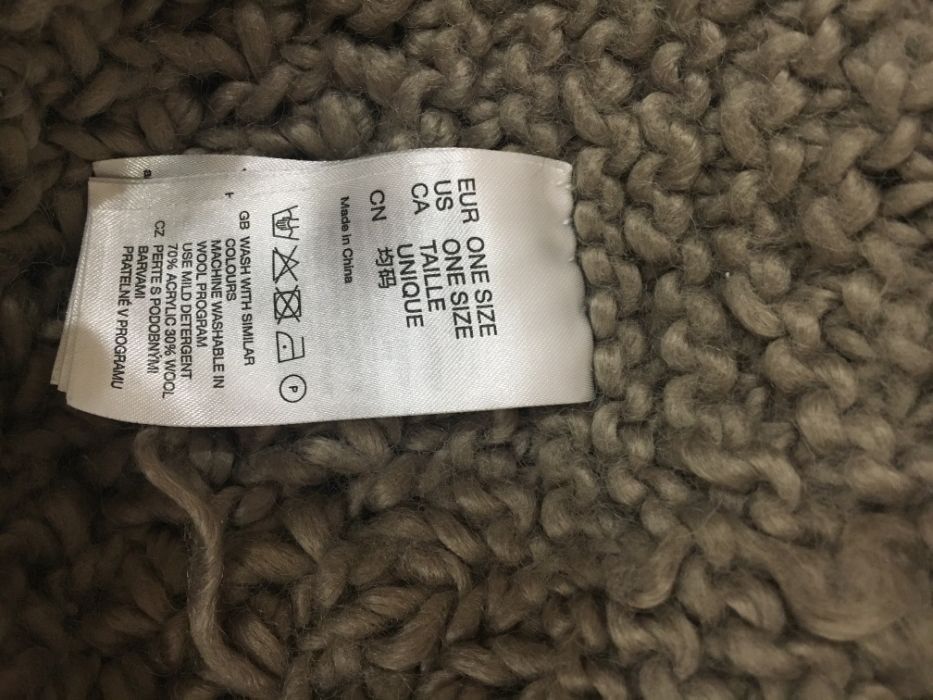 EUR ONE SIZE
US ONE SIZE
CA TAILLE
UNIQUE
CN 均码
Made in China
P
GB WASH WITH SIMILAR
COLOURS
MACHINE WASHABLE IN
WOOL PROGRAM
USE MILD DETERGENT
70% ACRYLIC 30% WOOL
CZ PERTE S PODOBNÝMI
BARVAMI
PRATELNÉ V PROGRAMU